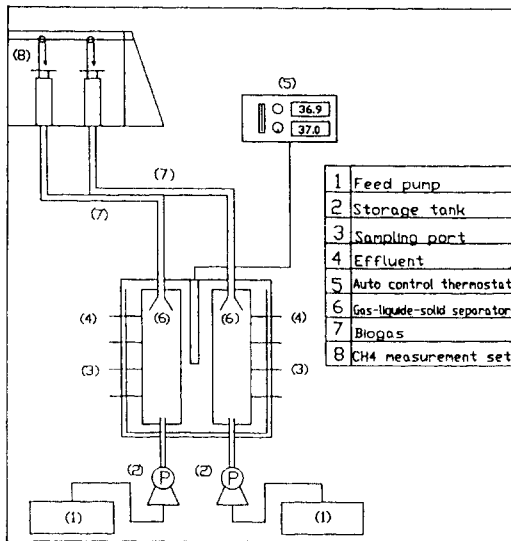 (8)
(5)
36.9
37.0
(7)
(7)
1 Feed pump
2 Storage tank
3 Sampling port
4 Effluent
5 Auto control thermostat
6 Gas-liguide-solid separator
7 Biogas
8 CH4 measurement set
(4) (6) (6) (4)
(3) (3)
(2) P (2) P
(1) (1)